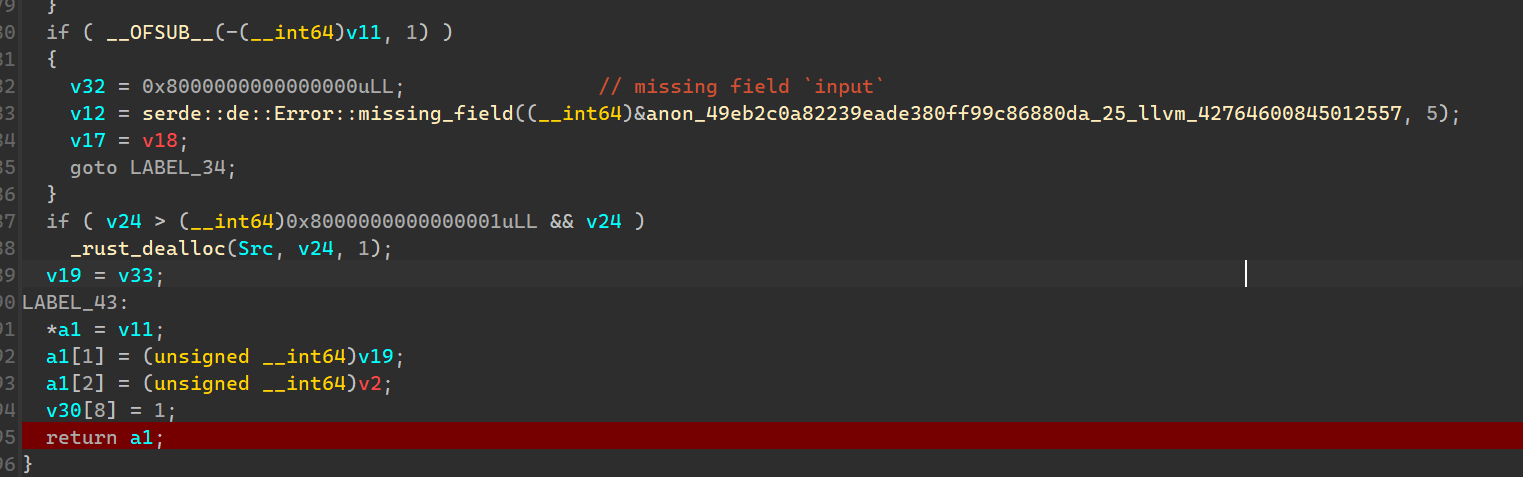 79   }
80   if ( __OFSUB__(-(__int64)v11, 1) )
81   {
82     v32 = 0x8000000000000000uLL;                // missing field `input`
83     v12 = serde::de::Error::missing_field((__int64)&anon_49eb2c0a82239eade380ff99c86880da_25_llvm_42764600845012557, 5);
84     v17 = v18;
85     goto LABEL_34;
86   }
87   if ( v24 > (__int64)0x8000000000000001uLL && v24 )
88     _rust_dealloc(Src, v24, 1);
89   v19 = v33;
90 LABEL_43:
91   *a1 = v11;
92   a1[1] = (unsigned __int64)v19;
93   a1[2] = (unsigned __int64)v2;
94   v30[8] = 1;
95   return a1;
96 }